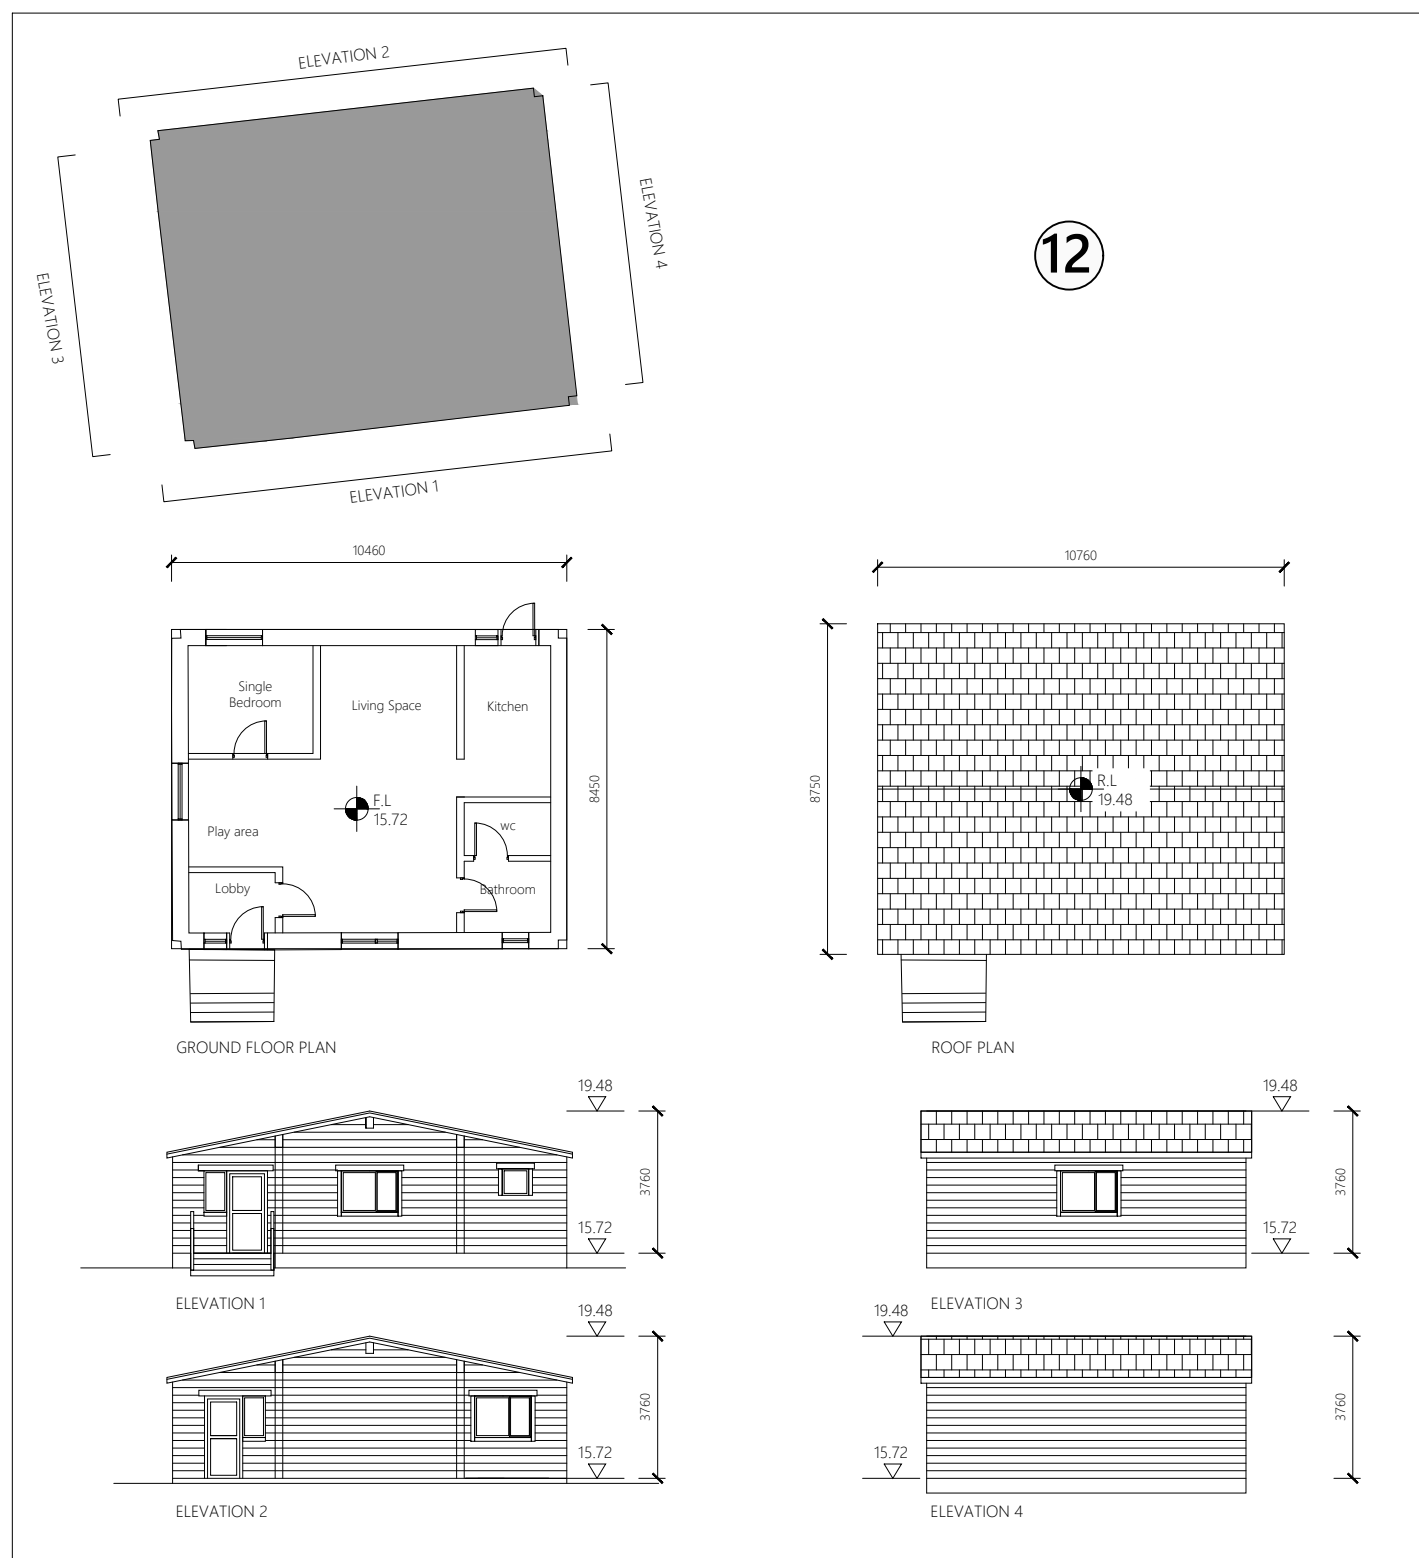 ELEVATION 2
ELEVATION 4
ELEVATION 3
ELEVATION 1
12
10460
10760
Single
Bedroom
Living Space
Kitchen
8450
8750
F.L
15.72
R.L
19.48
Play area
wc
Lobby
Bathroom
GROUND FLOOR PLAN
ROOF PLAN
19.48
3760
15.72
ELEVATION 1
19.48
3760
15.72
ELEVATION 3
19.48
3760
15.72
ELEVATION 2
19.48
3760
15.72
ELEVATION 4